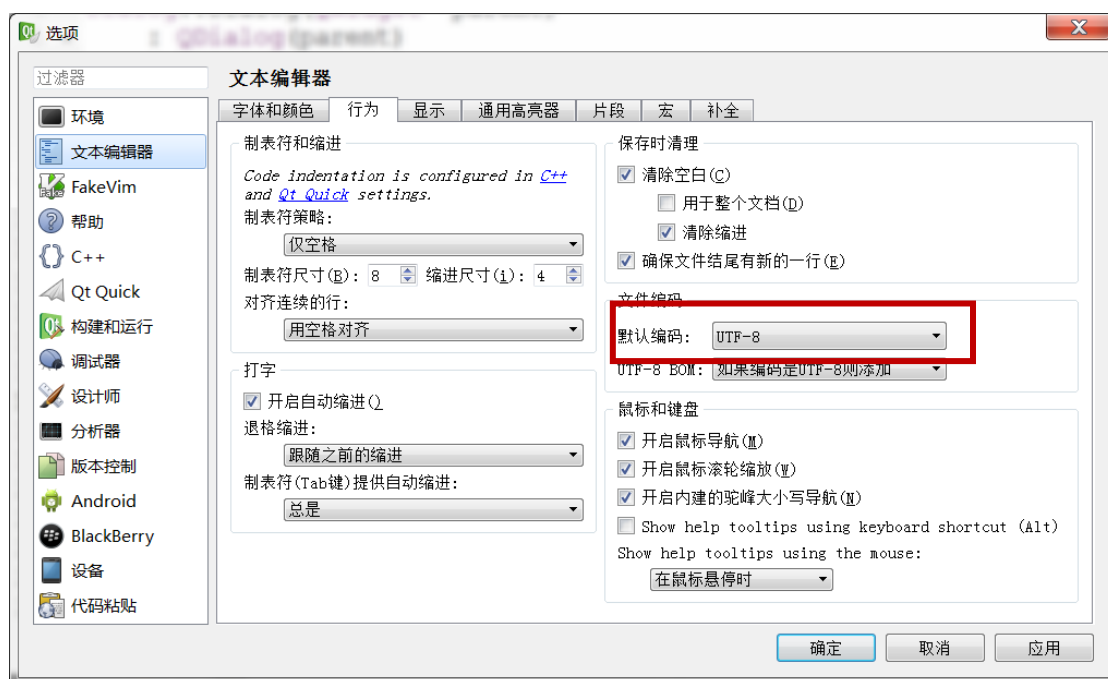 : QDialog(parent)
选项
过滤器
环境
文本编辑器
FakeVim
帮助
C++
Qt Quick
构建和运行
调试器
设计师
分析器
版本控制
Android
BlackBerry
设备
代码粘贴
文本编辑器
字体和颜色 行为 显示 通用高亮器 片段 宏 补全
制表符和缩进
Code indentation is configured in C++
and Qt Quick settings.
制表符策略:
仅空格
制表符尺寸(B): 8 缩进尺寸(i): 4
对齐连续的行:
用空格对齐
打字
开启自动缩进()
退格缩进:
跟随之前的缩进
制表符(Tab键)提供自动缩进:
总是
保存时清理
清除空白(C)
用于整个文档(D)
清除缩进
确保文件结尾有新的一行(E)
文件编码
默认编码: UTF-8
UTF-8 BOM: 如果编码是UTF-8则添加
鼠标和键盘
开启鼠标导航(M)
开启鼠标滚轮缩放(W)
开启内建的驼峰大小写导航(N)
Show help tooltips using keyboard shortcut (Alt)
Show help tooltips using the mouse:
在鼠标悬停时
确定 取消 应用